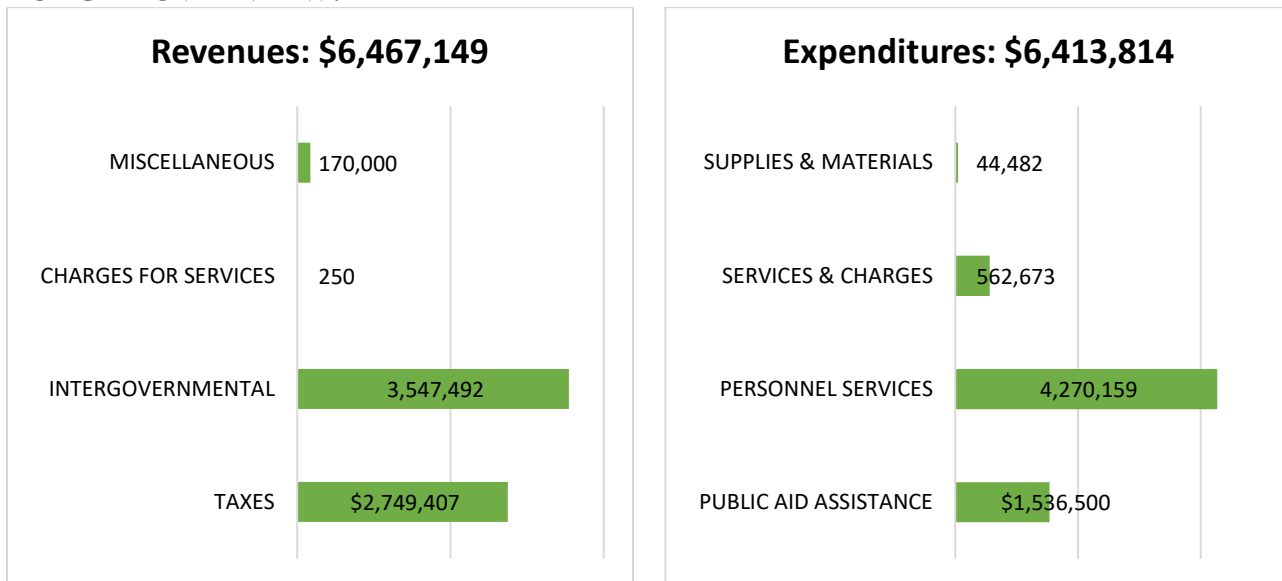 Revenues: $6,467,149
MISCELLANEOUS 170,000
CHARGES FOR SERVICES 250
INTERGOVERNMENTAL 3,547,492
TAXES $2,749,407
Expenditures: $6,413,814
SUPPLIES & MATERIALS 44,482
SERVICES & CHARGES 562,673
PERSONNEL SERVICES 4,270,159
PUBLIC AID ASSISTANCE $1,536,500